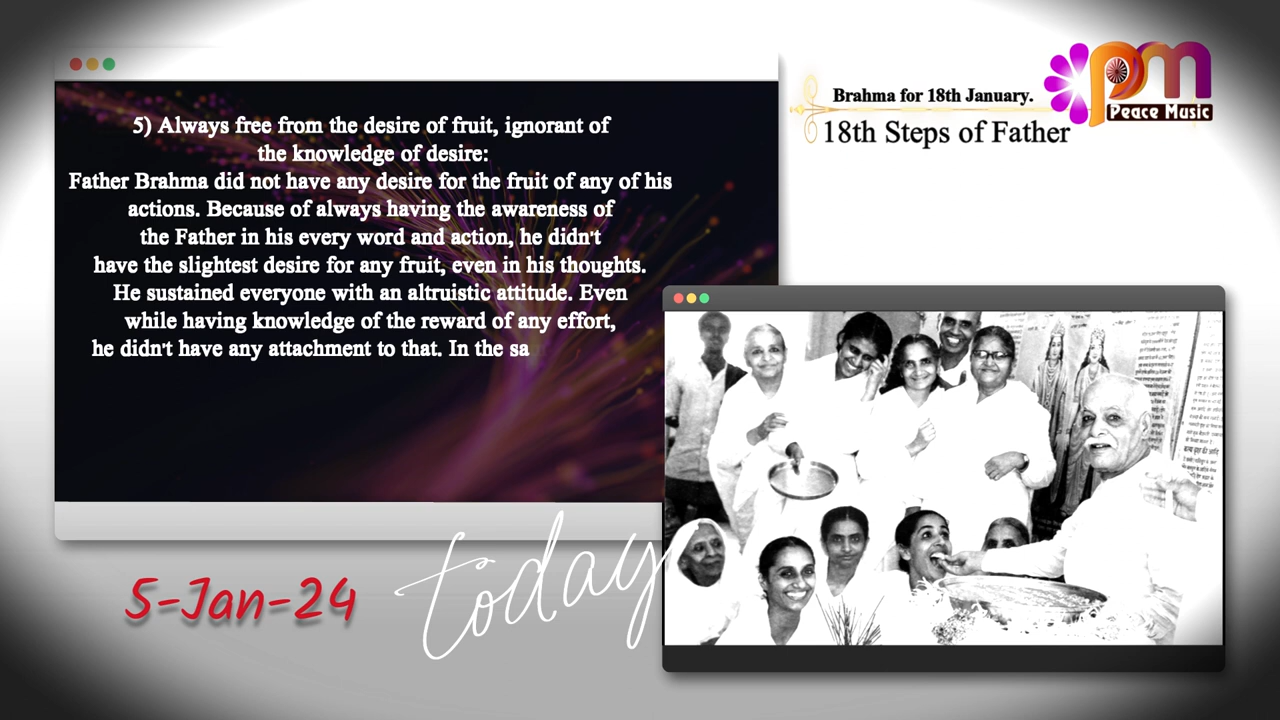 5) Always free from the desire of fruit, ignorant of
the knowledge of desire:
Father Brahma did not have any desire for the fruit of any of his
actions. Because of always having the awareness of
the Father in his every word and action, he didn't
have the slightest desire for any fruit, even in his thoughts.
He sustained everyone with an altruistic attitude. Even
while having knowledge of the reward of any effort,
he didn't have any attachment to that. In the sa
Brahma for 18th January.
18th Steps of Father
pm
Peace Music
5-Jan-24
today